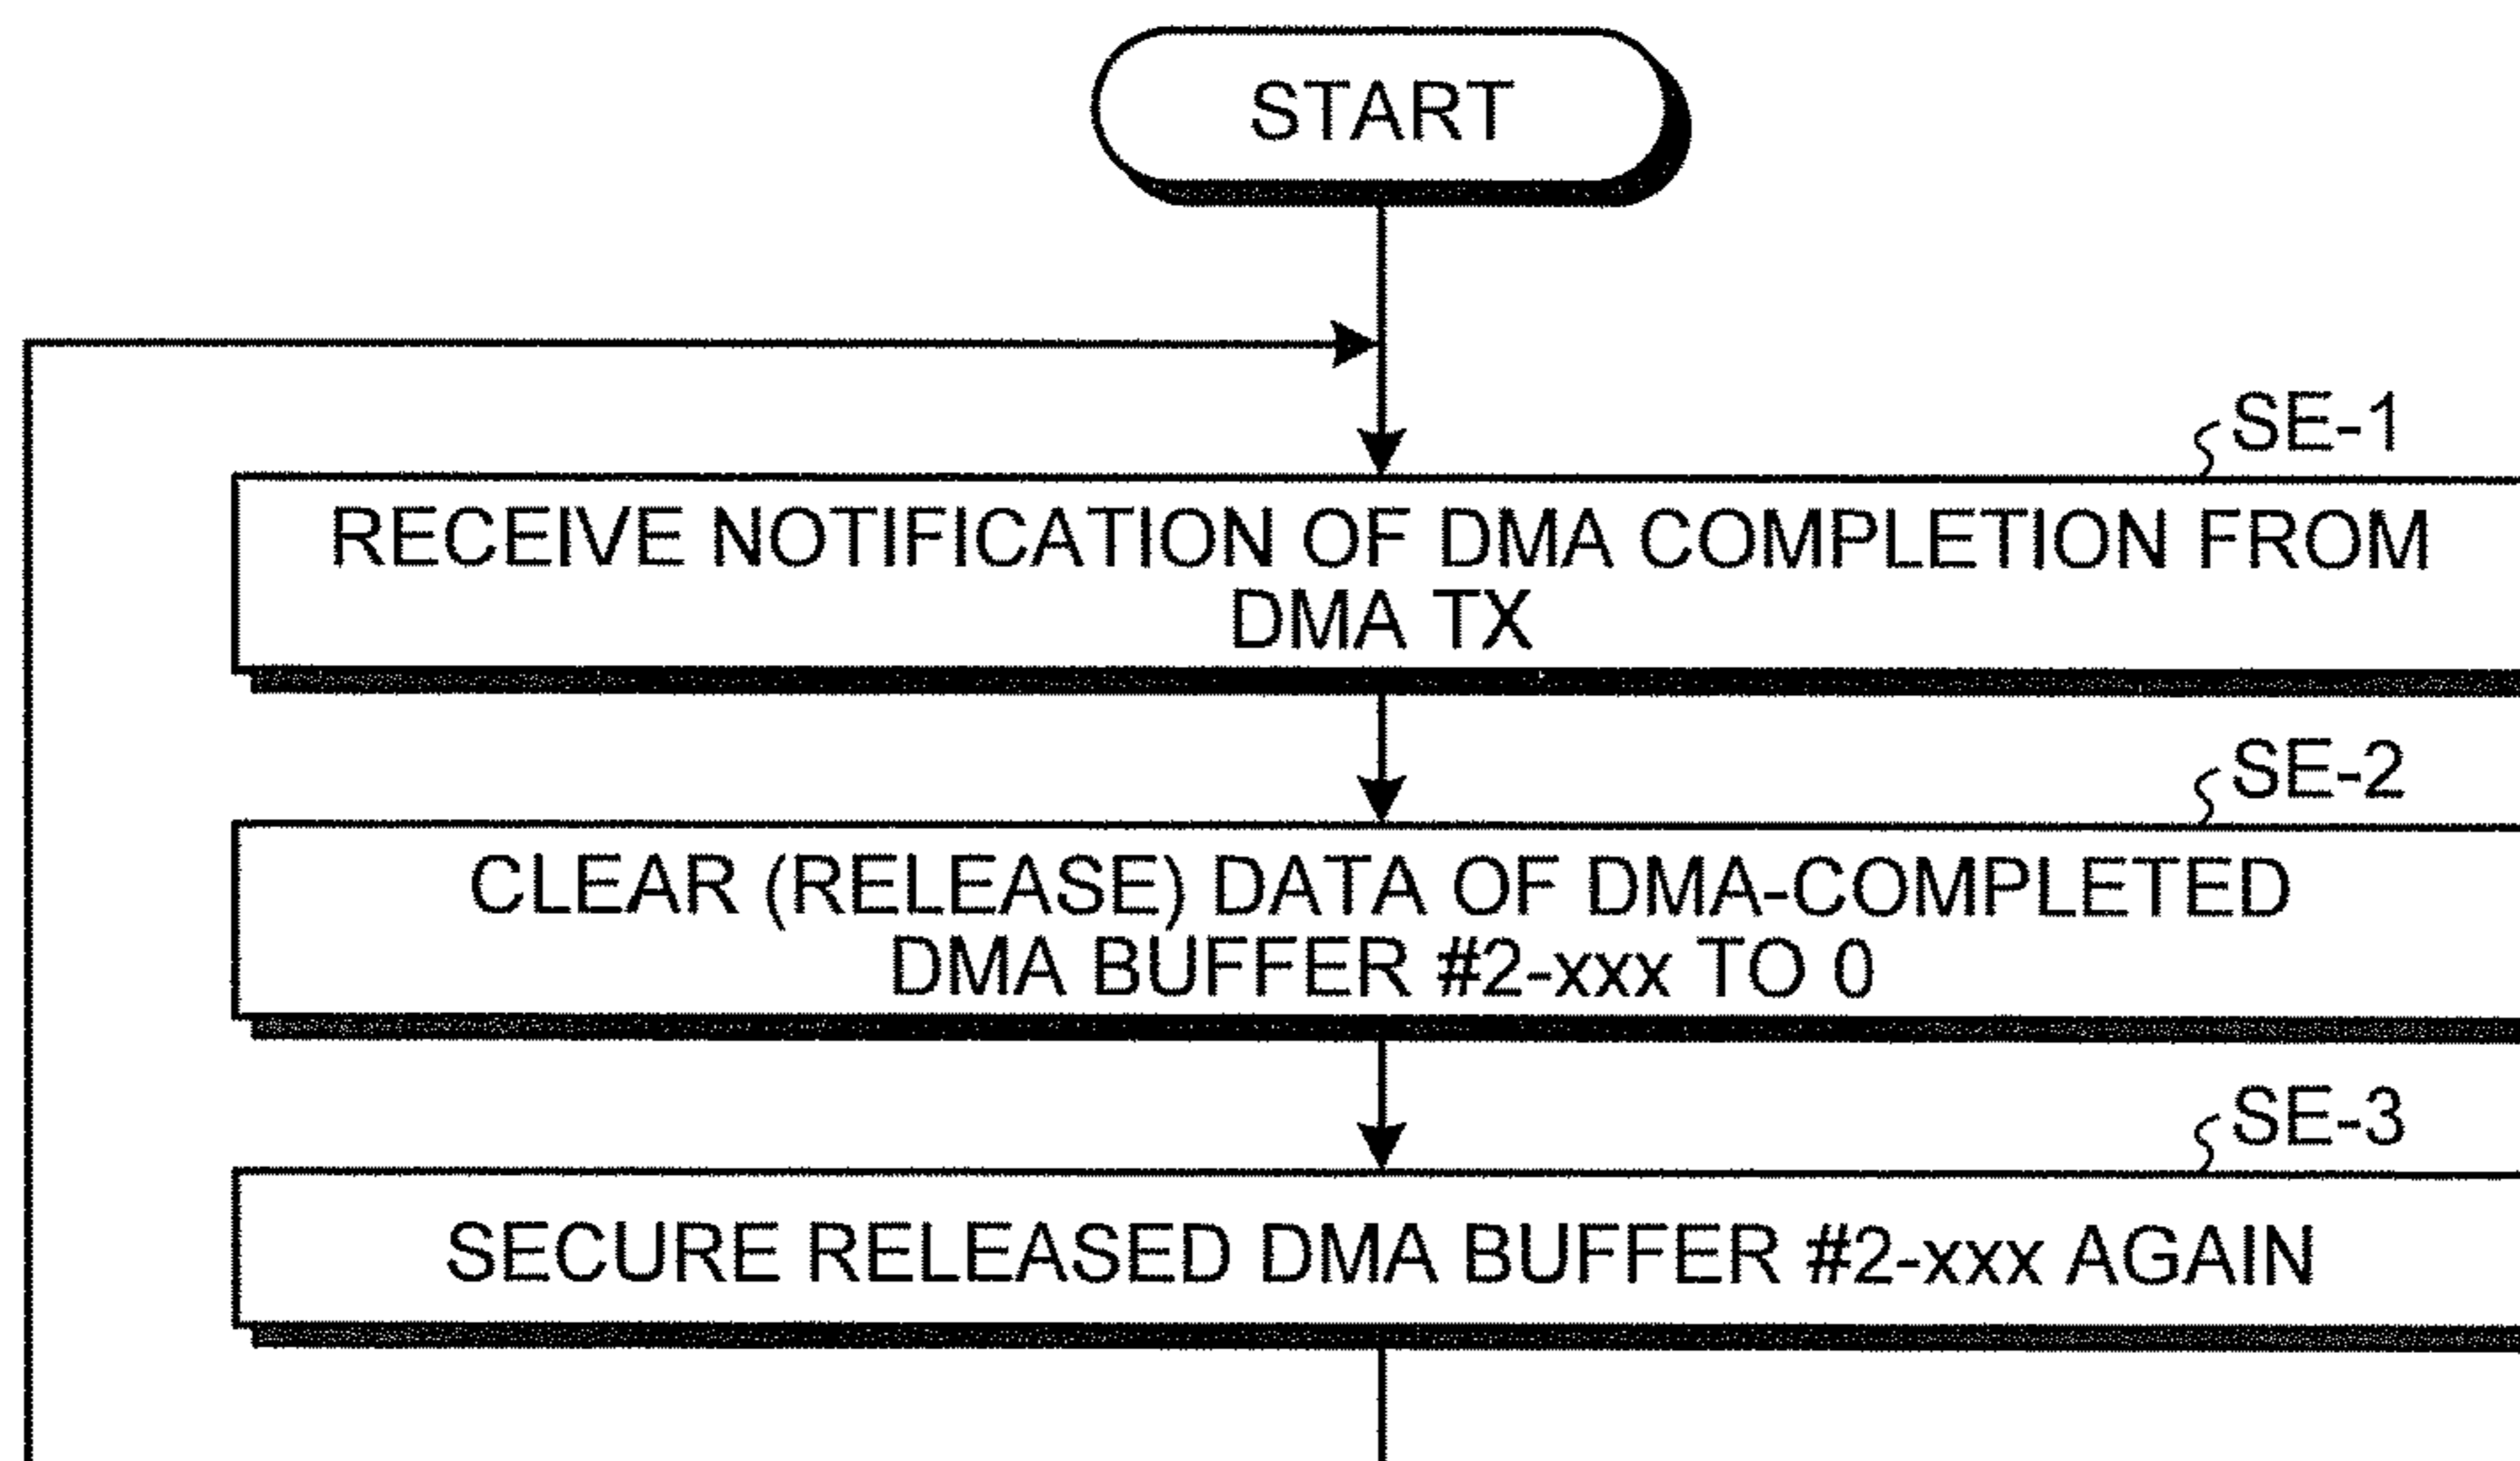 START
SE-1
RECEIVE NOTIFICATION OF DMA COMPLETION FROM
DMA TX
SE-2
CLEAR (RELEASE) DATA OF DMA-COMPLETED
DMA BUFFER #2-xxx TO 0
SE-3
SECURE RELEASED DMA BUFFER #2-xxx AGAIN